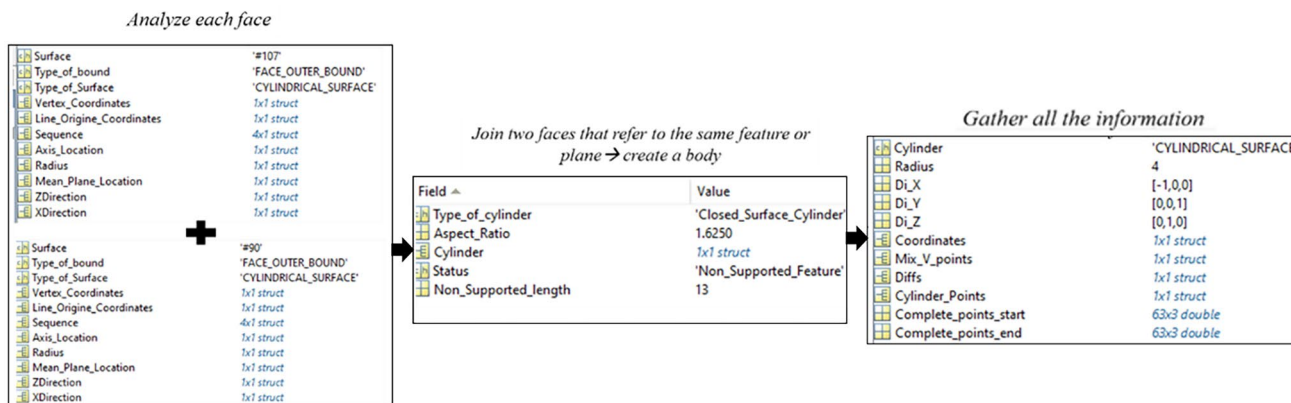 Analyze each face
Surface '#107'
Type_of_bound 'FACE_OUTER_BOUND'
Type_of_Surface 'CYLINDRICAL_SURFACE'
Vertex_Coordinates 1x1 struct
Line_Origine_Coordinates 1x1 struct
Sequence 4x1 struct
Axis_Location 1x1 struct
Radius 1x1 struct
Mean_Plane_Location 1x1 struct
ZDirection 1x1 struct
XDirection 1x1 struct
Surface '#90'
Type_of_bound 'FACE_OUTER_BOUND'
Type_of_Surface 'CYLINDRICAL_SURFACE'
Vertex_Coordinates 1x1 struct
Line_Origine_Coordinates 1x1 struct
Sequence 4x1 struct
Axis_Location 1x1 struct
Radius 1x1 struct
Mean_Plane_Location 1x1 struct
ZDirection 1x1 struct
XDirection 1x1 struct
Join two faces that refer to the same feature or
plane → create a body
Field Value
Type_of_cylinder 'Closed_Surface_Cylinder'
Aspect_Ratio 1.6250
Cylinder 1x1 struct
Status 'Non_Supported_Feature'
Non_Supported_length 13
Gather all the information
Cylinder 'CYLINDRICAL_SURFACE
Radius 4
Di_X [-1,0,0]
Di_Y [0,0,1]
Di_Z [0,1,0]
Coordinates 1x1 struct
Mix_V_points 1x1 struct
Diffs 1x1 struct
Cylinder_Points 1x1 struct
Complete_points_start 63x3 double
Complete_points_end 63x3 double